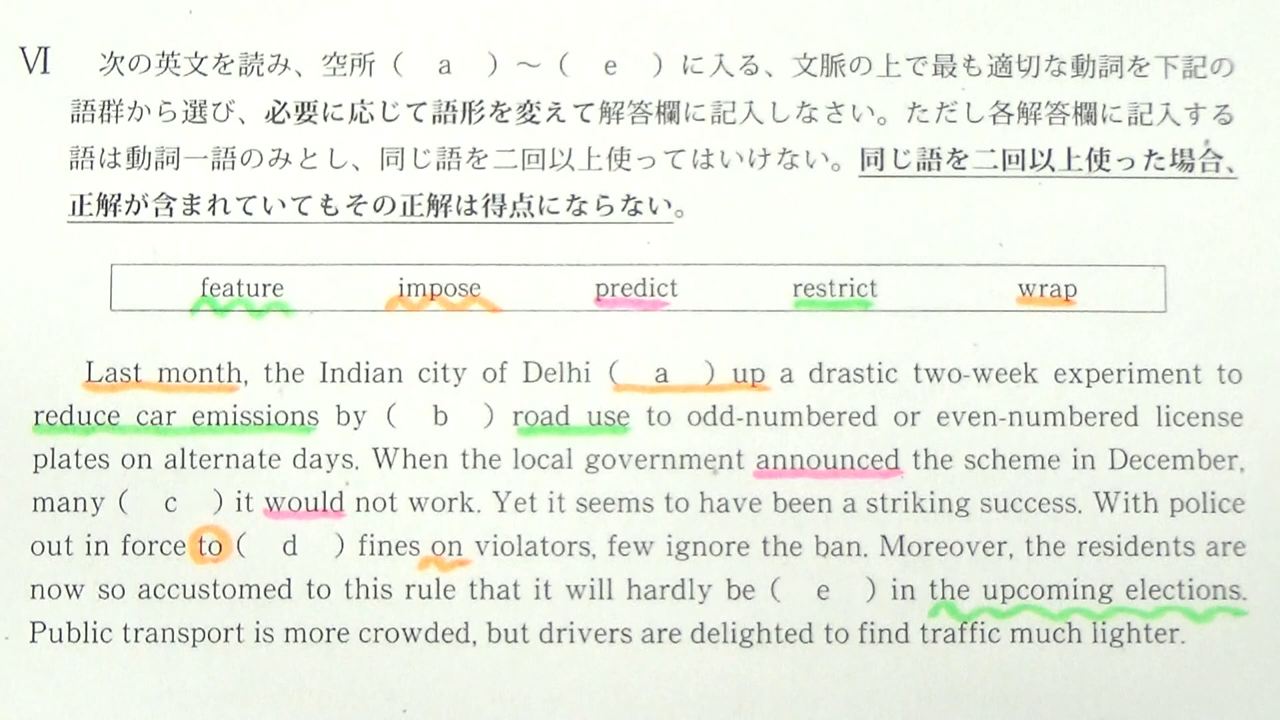 Ⅵ 次の英文を読み、空所( a )～( e )に入る、文脈の上で最も適切な動詞を下記の
語群から選び、必要に応じて語形を変えて解答欄に記入しなさい。ただし各解答欄に記入する
語は動詞一語のみとし、同じ語を二回以上使ってはいけない。同じ語を二回以上使った場合、
正解が含まれていてもその正解は得点にならない。
feature impose predict restrict wrap
Last month, the Indian city of Delhi ( a ) up a drastic two-week experiment to
reduce car emissions by ( b ) road use to odd-numbered or even-numbered license
plates on alternate days. When the local government announced the scheme in December,
many ( c ) it would not work. Yet it seems to have been a striking success. With police
out in force to ( d ) fines on violators, few ignore the ban. Moreover, the residents are
now so accustomed to this rule that it will hardly be ( e ) in the upcoming elections.
Public transport is more crowded, but drivers are delighted to find traffic much lighter.